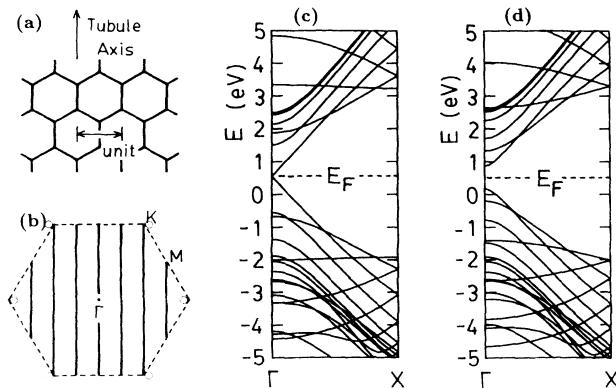 (a)
Tubule
Axis
unit
(b)
K
M
Γ
(c)
E (eV)
5
4
3
2
1
0
-1
-2
-3
-4
-5
E_F
Γ
X
(d)
E (eV)
5
4
3
2
1
0
-1
-2
-3
-4
-5
E_F
Γ
X